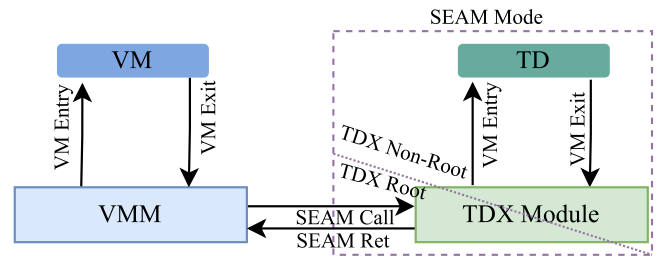 SEAM Mode
VM
TD
VM Entry
VM Exit
VM Entry
VM Exit
TDX Non-Root
TDX Root
VMM
SEAM Call
SEAM Ret
TDX Module